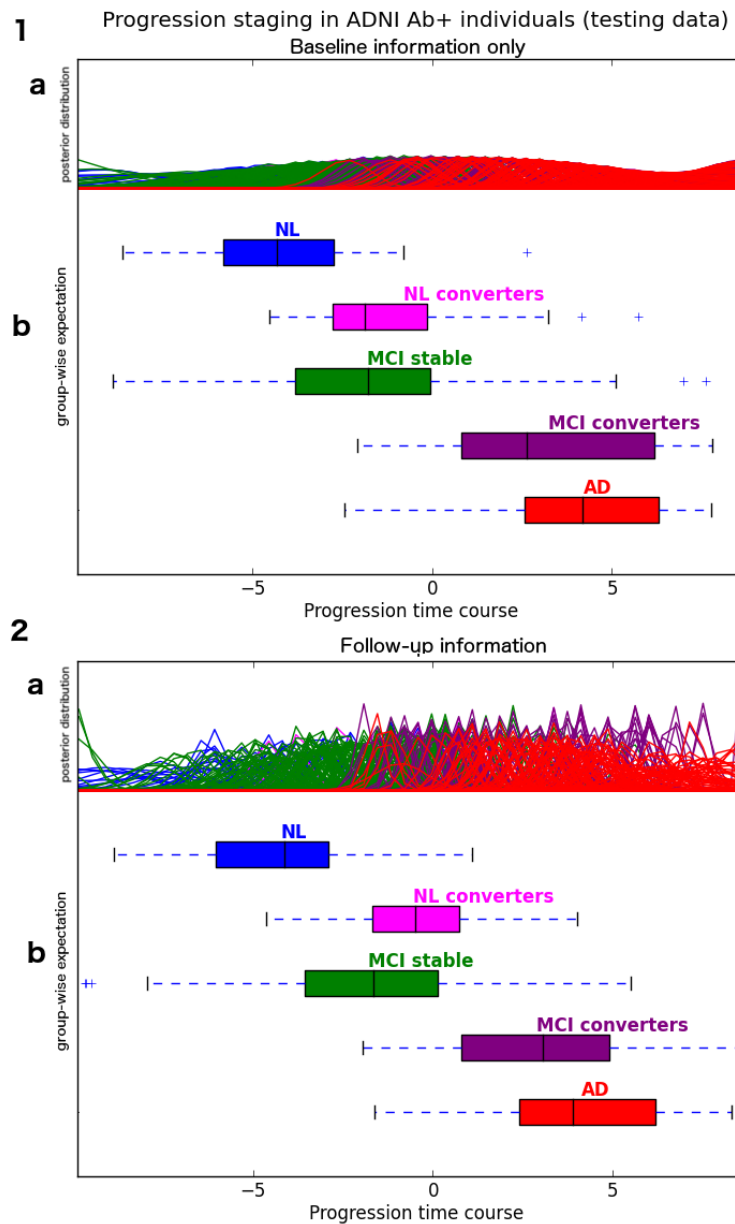 1
Progression staging in ADNI Ab+ individuals (testing data)
Baseline information only
a
posterior distribution
NL
NL converters
b
group-wise expectation
MCI stable
MCI converters
AD
−5 0 5
Progression time course
2
Follow-up information
a
posterior distribution
NL
NL converters
b
group-wise expectation
MCI stable
MCI converters
AD
−5 0 5
Progression time course